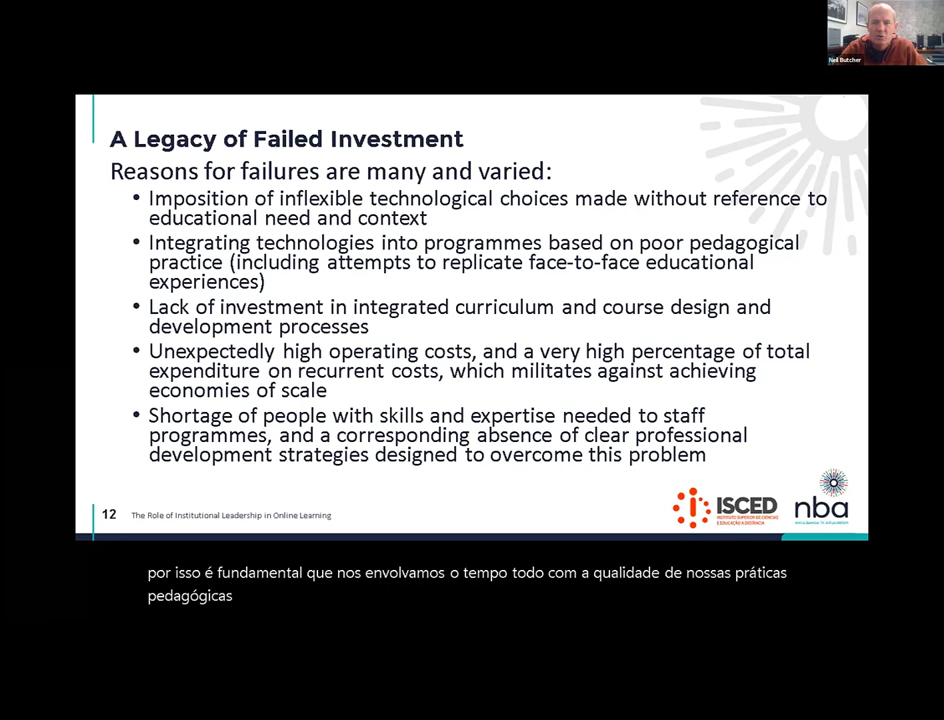 Neil Butcher
A Legacy of Failed Investment
Reasons for failures are many and varied:
• Imposition of inflexible technological choices made without reference to
educational need and context
• Integrating technologies into programmes based on poor pedagogical
practice (including attempts to replicate face-to-face educational
experiences)
• Lack of investment in integrated curriculum and course design and
development processes
• Unexpectedly high operating costs, and a very high percentage of total
expenditure on recurrent costs, which militates against achieving
economies of scale
• Shortage of people with skills and expertise needed to staff
programmes, and a corresponding absence of clear professional
development strategies designed to overcome this problem
12 The Role of Institutional Leadership in Online Learning
ISCED
INSTITUTO SUPERIOR DE CIÊNCIAS
E EDUCAÇÃO A DISTÂNCIA
nba
por isso é fundamental que nos envolvamos o tempo todo com a qualidade de nossas práticas
pedagógicas